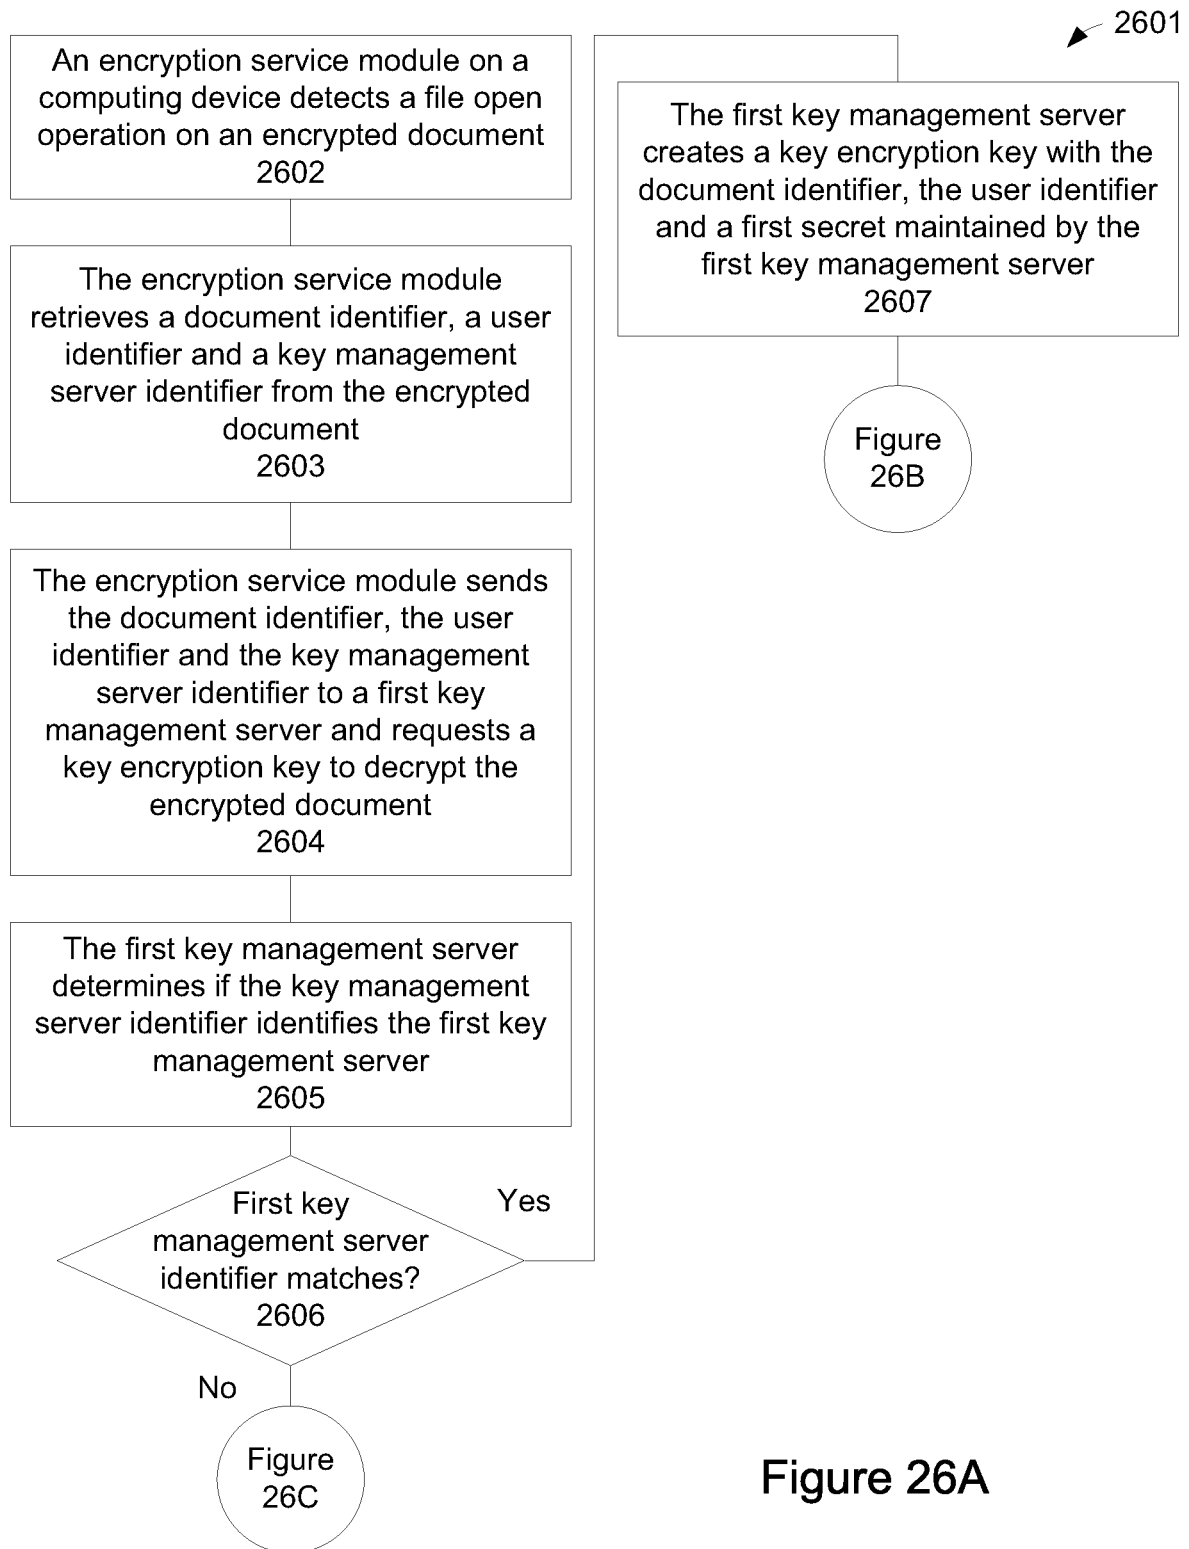 2601
An encryption service module on a
computing device detects a file open
operation on an encrypted document
2602
The encryption service module
retrieves a document identifier, a user
identifier and a key management
server identifier from the encrypted
document
2603
The encryption service module sends
the document identifier, the user
identifier and the key management
server identifier to a first key
management server and requests a
key encryption key to decrypt the
encrypted document
2604
The first key management server
determines if the key management
server identifier identifies the first key
management server
2605
First key
management server
identifier matches?
2606
Yes
No
Figure
26C
The first key management server
creates a key encryption key with the
document identifier, the user identifier
and a first secret maintained by the
first key management server
2607
Figure
26B
Figure 26A